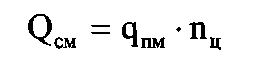 Qсм = qпм · nц